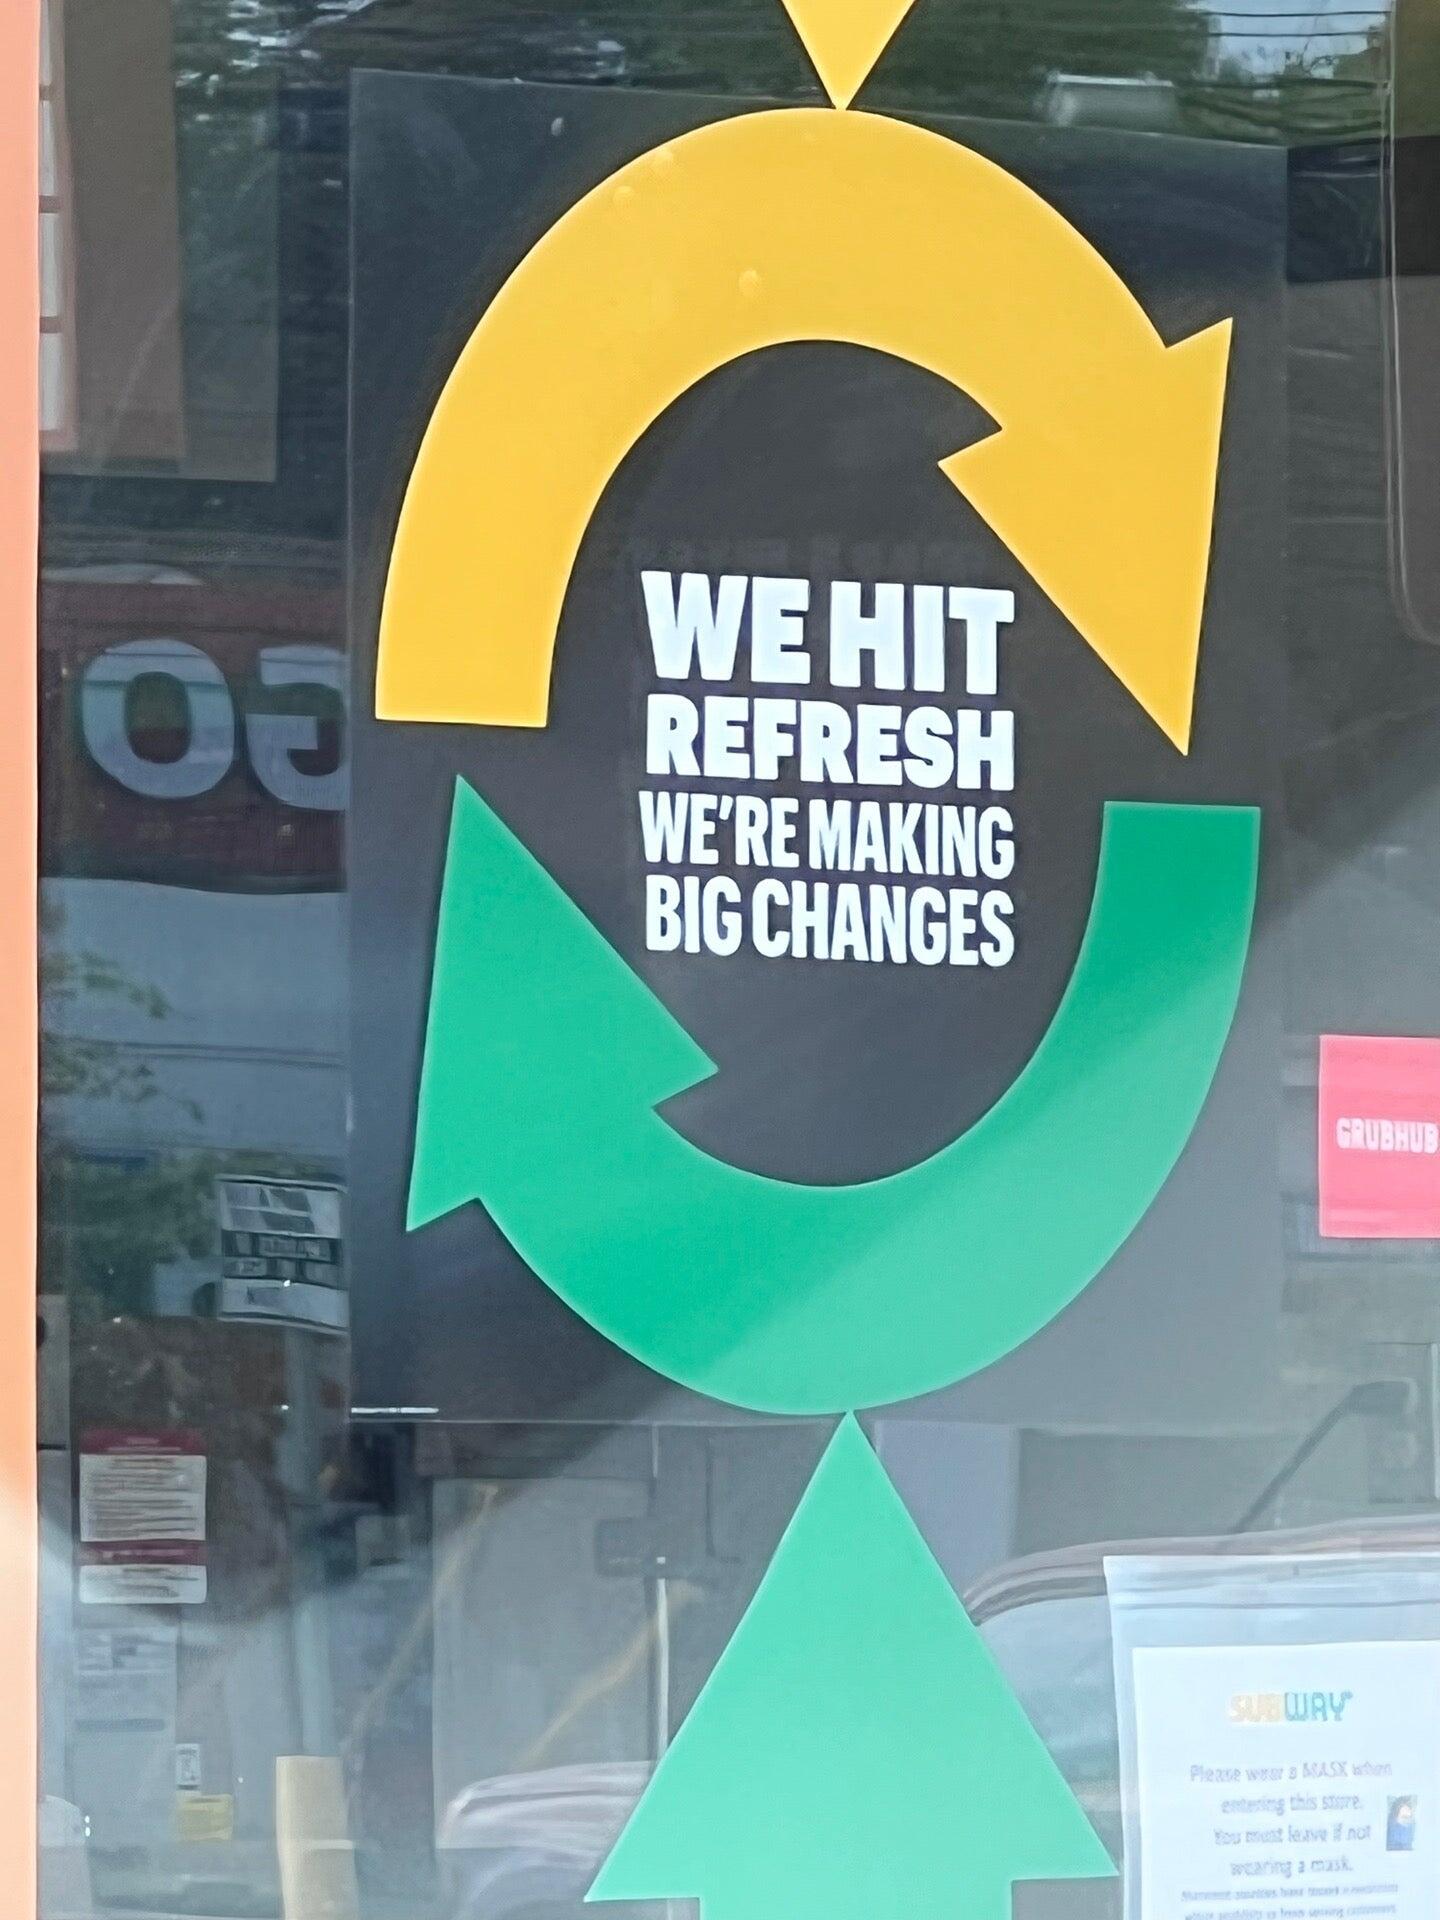 WE HIT
REFRESH
WE'RE MAKING
BIG CHANGES
GO
GRUBHUB
SUBWAY
Please wear a MASK when
entering this store.
You must leave if not
wearing a mask.